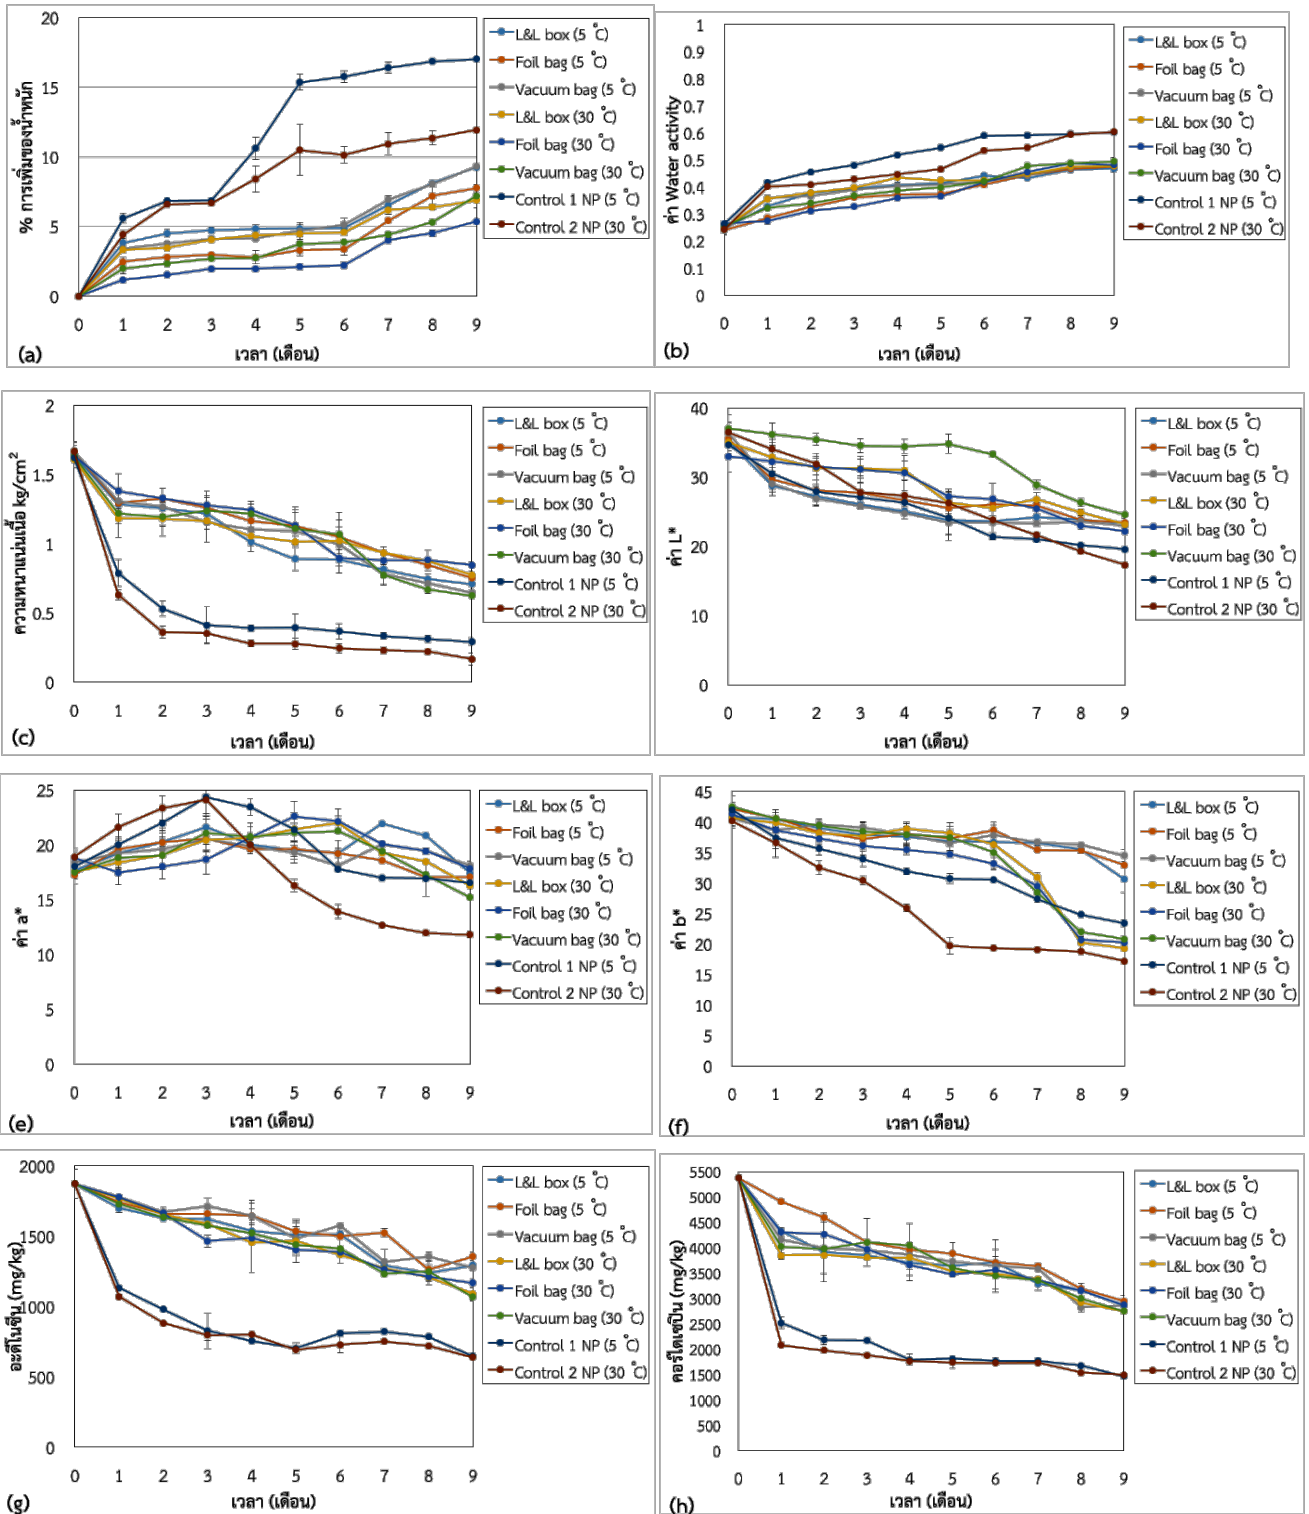 20
15
10
5
0
% การเพิ่มของน้ำหนัก
0 1 2 3 4 5 6 7 8 9
เวลา (เดือน)
(a)
L&L box (5 °C)
Foil bag (5 °C)
Vacuum bag (5 °C)
L&L box (30 °C)
Foil bag (30 °C)
Vacuum bag (30 °C)
Control 1 NP (5 °C)
Control 2 NP (30 °C)
1
0.9
0.8
0.7
0.6
0.5
0.4
0.3
0.2
0.1
0
ค่า Water activity
0 1 2 3 4 5 6 7 8 9
เวลา (เดือน)
(b)
L&L box (5 °C)
Foil bag (5 °C)
Vacuum bag (5 °C)
L&L box (30 °C)
Foil bag (30 °C)
Vacuum bag (30 °C)
Control 1 NP (5 °C)
Control 2 NP (30 °C)
2
1.5
1
0.5
0
ความหนาแน่นเนื้อ kg/cm²
0 1 2 3 4 5 6 7 8 9
เวลา (เดือน)
(c)
L&L box (5 °C)
Foil bag (5 °C)
Vacuum bag (5 °C)
L&L box (30 °C)
Foil bag (30 °C)
Vacuum bag (30 °C)
Control 1 NP (5 °C)
Control 2 NP (30 °C)
40
30
20
10
0
ค่า L*
0 1 2 3 4 5 6 7 8 9
เวลา (เดือน)
L&L box (5 °C)
Foil bag (5 °C)
Vacuum bag (5 °C)
L&L box (30 °C)
Foil bag (30 °C)
Vacuum bag (30 °C)
Control 1 NP (5 °C)
Control 2 NP (30 °C)
25
20
15
10
5
0
ค่า a*
0 1 2 3 4 5 6 7 8 9
เวลา (เดือน)
(e)
L&L box (5 °C)
Foil bag (5 °C)
Vacuum bag (5 °C)
L&L box (30 °C)
Foil bag (30 °C)
Vacuum bag (30 °C)
Control 1 NP (5 °C)
Control 2 NP (30 °C)
45
40
35
30
25
20
15
10
5
0
ค่า b*
0 1 2 3 4 5 6 7 8 9
เวลา (เดือน)
(f)
L&L box (5 °C)
Foil bag (5 °C)
Vacuum bag (5 °C)
L&L box (30 °C)
Foil bag (30 °C)
Vacuum bag (30 °C)
Control 1 NP (5 °C)
Control 2 NP (30 °C)
2000
1500
1000
500
0
อะดีโนซีน (mg/kg)
0 1 2 3 4 5 6 7 8 9
เวลา (เดือน)
(g)
L&L box (5 °C)
Foil bag (5 °C)
Vacuum bag (5 °C)
L&L box (30 °C)
Foil bag (30 °C)
Vacuum bag (30 °C)
Control 1 NP (5 °C)
Control 2 NP (30 °C)
5500
5000
4500
4000
3500
3000
2500
2000
1500
1000
500
0
คอร์ไดเซปิน (mg/kg)
0 1 2 3 4 5 6 7 8 9
เวลา (เดือน)
(h)
L&L box (5 °C)
Foil bag (5 °C)
Vacuum bag (5 °C)
L&L box (30 °C)
Foil bag (30 °C)
Vacuum bag (30 °C)
Control 1 NP (5 °C)
Control 2 NP (30 °C)